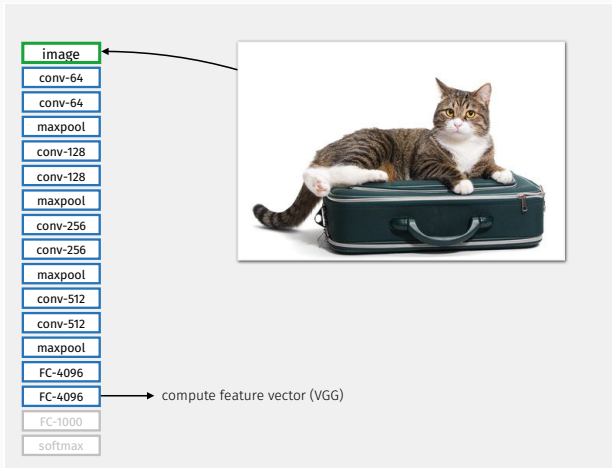 image
conv-64
conv-64
maxpool
conv-128
conv-128
maxpool
conv-256
conv-256
maxpool
conv-512
conv-512
maxpool
FC-4096
FC-4096
compute feature vector (VGG)
FC-1000
softmax